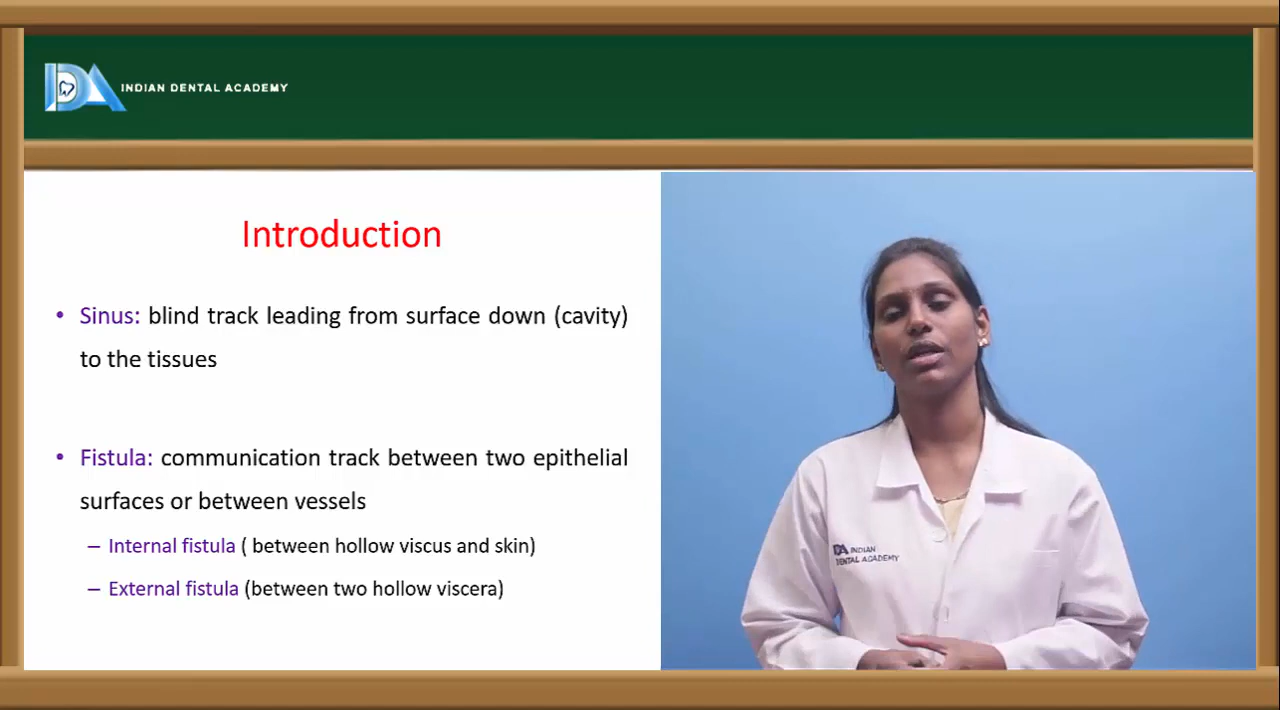 IDA INDIAN DENTAL ACADEMY
Introduction
• Sinus: blind track leading from surface down (cavity)
to the tissues
• Fistula: communication track between two epithelial
surfaces or between vessels
– Internal fistula ( between hollow viscus and skin)
– External fistula (between two hollow viscera)
IDA INDIAN
DENTAL ACADEMY